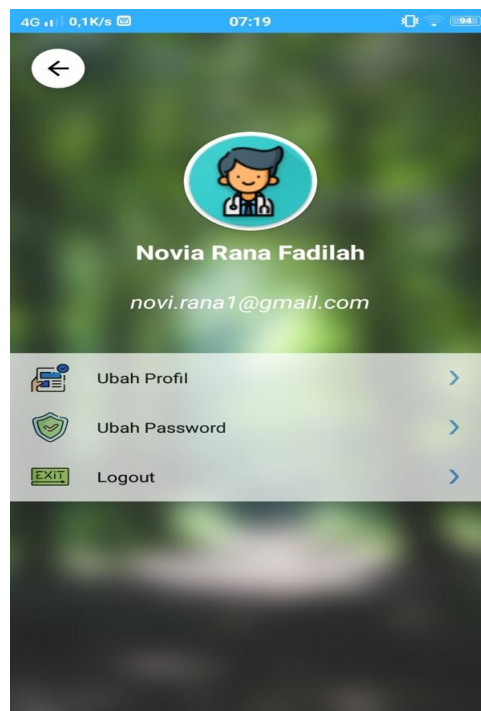 4G 0,1K/s 07:19 94
Novia Rana Fadilah
novi.rana1@gmail.com
Ubah Profil
Ubah Password
EXIT Logout